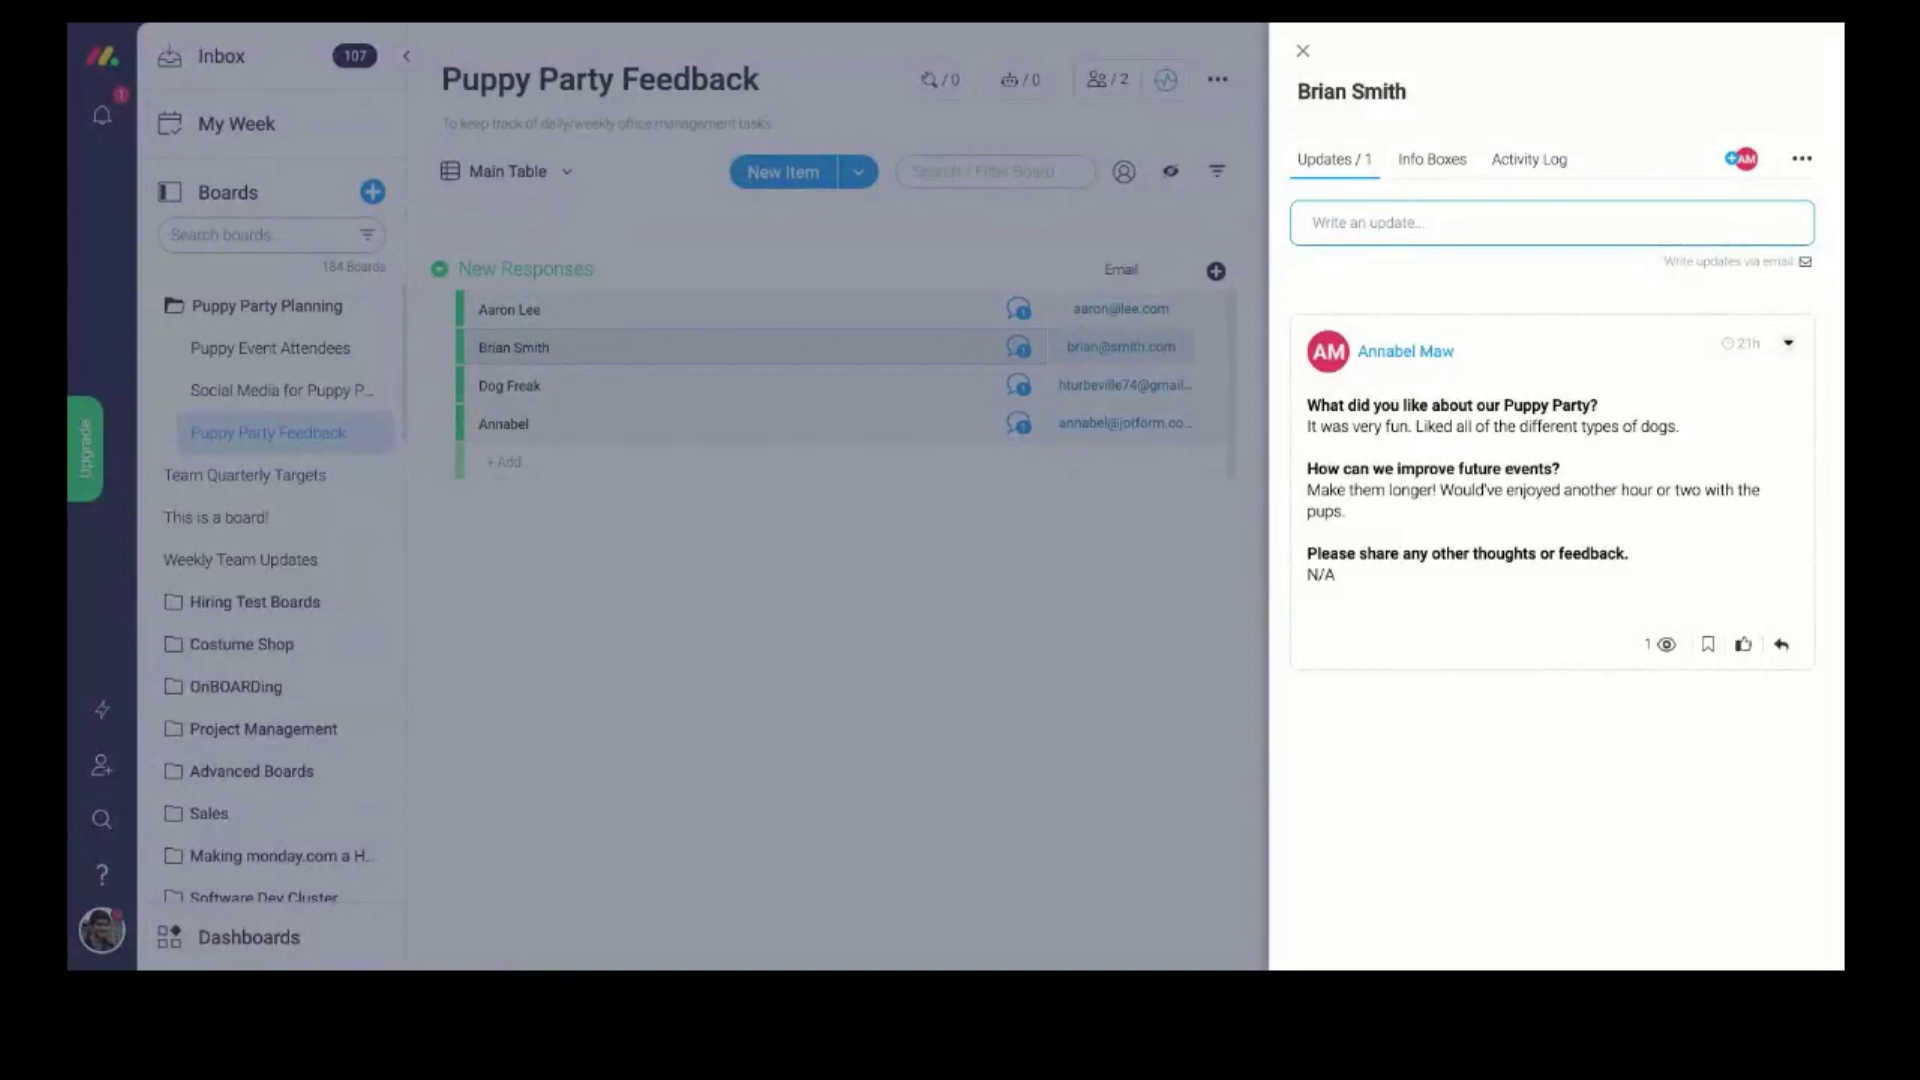 Inbox
107
My Week
Boards
Search boards...
184 Boards
Puppy Party Planning
Puppy Event Attendees
Social Media for Puppy P...
Puppy Party Feedback
Team Quarterly Targets
This is a board!
Weekly Team Updates
Hiring Test Boards
Costume Shop
OnBOARDing
Project Management
Advanced Boards
Sales
Making monday.com a H...
Software Dev Cluster
Dashboards
1
Upgrade
?
Puppy Party Feedback
/ 0
/ 0
/ 2
To keep track of daily/weekly office management tasks
Main Table
New Item
Search / Filter Board
New Responses
Email
Aaron Lee
1
aaron@lee.com
Brian Smith
1
brian@smith.com
Dog Freak
1
hturbeville74@gmail...
Annabel
1
annabel@jotform.co...
+ Add
Brian Smith
Updates / 1
Info Boxes
Activity Log
AM
Write an update...
Write updates via email:
AM
Annabel Maw
21h
What did you like about our Puppy Party?
It was very fun. Liked all of the different types of dogs.
How can we improve future events?
Make them longer! Would've enjoyed another hour or two with the
pups.
Please share any other thoughts or feedback.
N/A
1